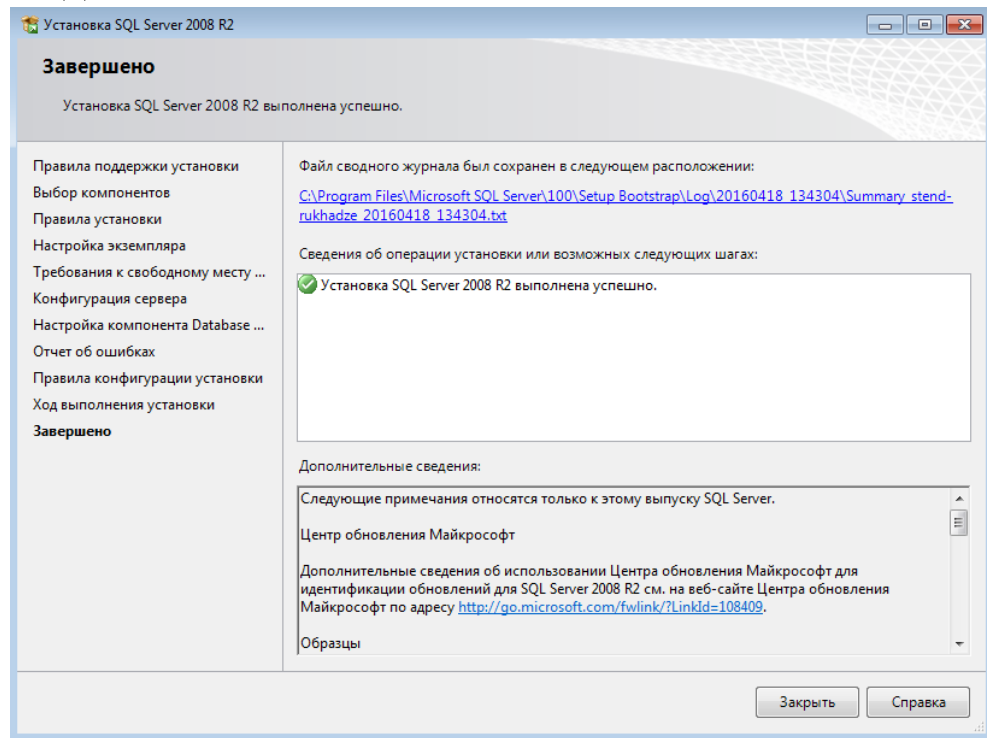 Установка SQL Server 2008 R2
Завершено
Установка SQL Server 2008 R2 выполнена успешно.
Правила поддержки установки
Выбор компонентов
Правила установки
Настройка экземпляра
Требования к свободному месту ...
Конфигурация сервера
Настройка компонента Database ...
Отчет об ошибках
Правила конфигурации установки
Ход выполнения установки
Завершено
Файл сводного журнала был сохранен в следующем расположении:
C:\Program Files\Microsoft SQL Server\100\Setup Bootstrap\Log\20160418_134304\Summary_stend-
rukhadze_20160418_134304.txt
Сведения об операции установки или возможных следующих шагах:
Установка SQL Server 2008 R2 выполнена успешно.
Дополнительные сведения:
Следующие примечания относятся только к этому выпуску SQL Server.
Центр обновления Майкрософт
Дополнительные сведения об использовании Центра обновления Майкрософт для
идентификации обновлений для SQL Server 2008 R2 см. на веб-сайте Центра обновления
Майкрософт по адресу http://go.microsoft.com/fwlink/?LinkId=108409.
Образцы
Закрыть
Справка